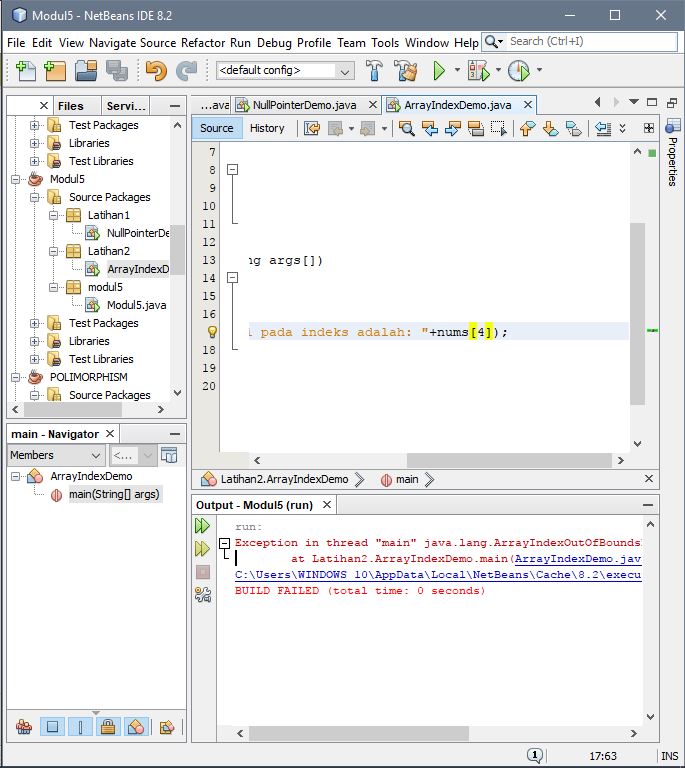 Modul5 - NetBeans IDE 8.2
File Edit View Navigate Source Refactor Run Debug Profile Team Tools Window Help Search (Ctrl+I)
<default config>
Files Servi...
Test Packages
Libraries
Test Libraries
Modul5
Source Packages
Latihan1
NullPointerDe
Latihan2
ArrayIndexD
modul5
Modul5.java
Test Packages
Libraries
Test Libraries
POLIMORPHISM
Source Packages
main - Navigator
Members <...
ArrayIndexDemo
main(String[] args)
...ava NullPointerDemo.java ArrayIndexDemo.java
Source History
7
8
9
10
11
12
13 ng args[])
14
15
16
i pada indeks adalah: "+nums[4]);
18
19
20
Latihan2.ArrayIndexDemo main
Properties
Output - Modul5 (run)
run:
Exception in thread "main" java.lang.ArrayIndexOutOfBounds
at Latihan2.ArrayIndexDemo.main(ArrayIndexDemo.jav
C:\Users\WINDOWS 10\AppData\Local\NetBeans\Cache\8.2\execu
BUILD FAILED (total time: 0 seconds)
1 17:63 INS